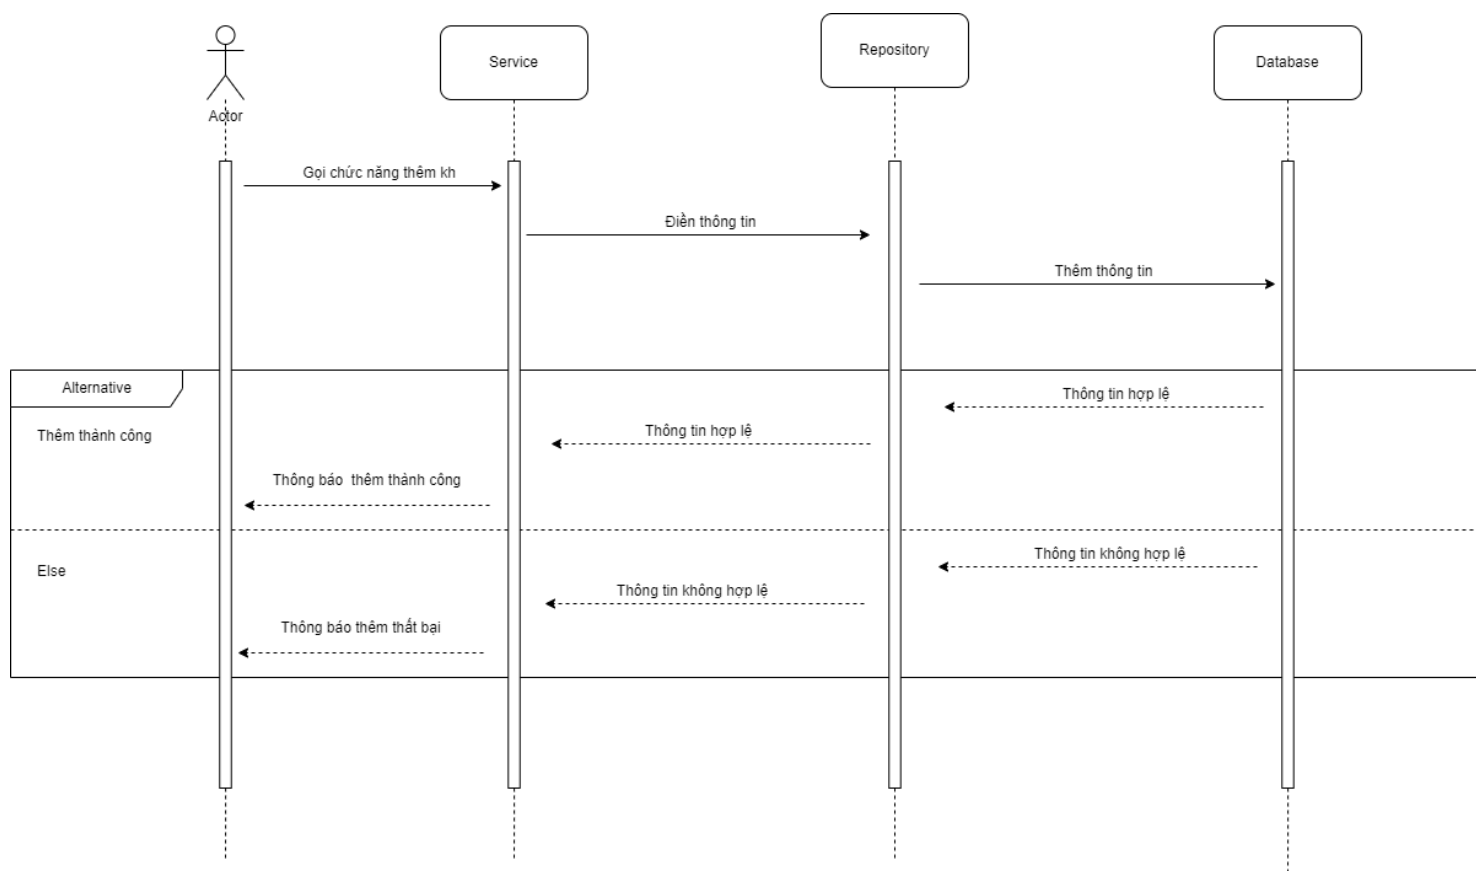 Actor
Service
Repository
Database
Gọi chức năng thêm kh
Điền thông tin
Thêm thông tin
Alternative
Thêm thành công
Thông tin hợp lệ
Thông tin hợp lệ
Thông báo  thêm thành công
Else
Thông tin không hợp lệ
Thông tin không hợp lệ
Thông báo thêm thất bại